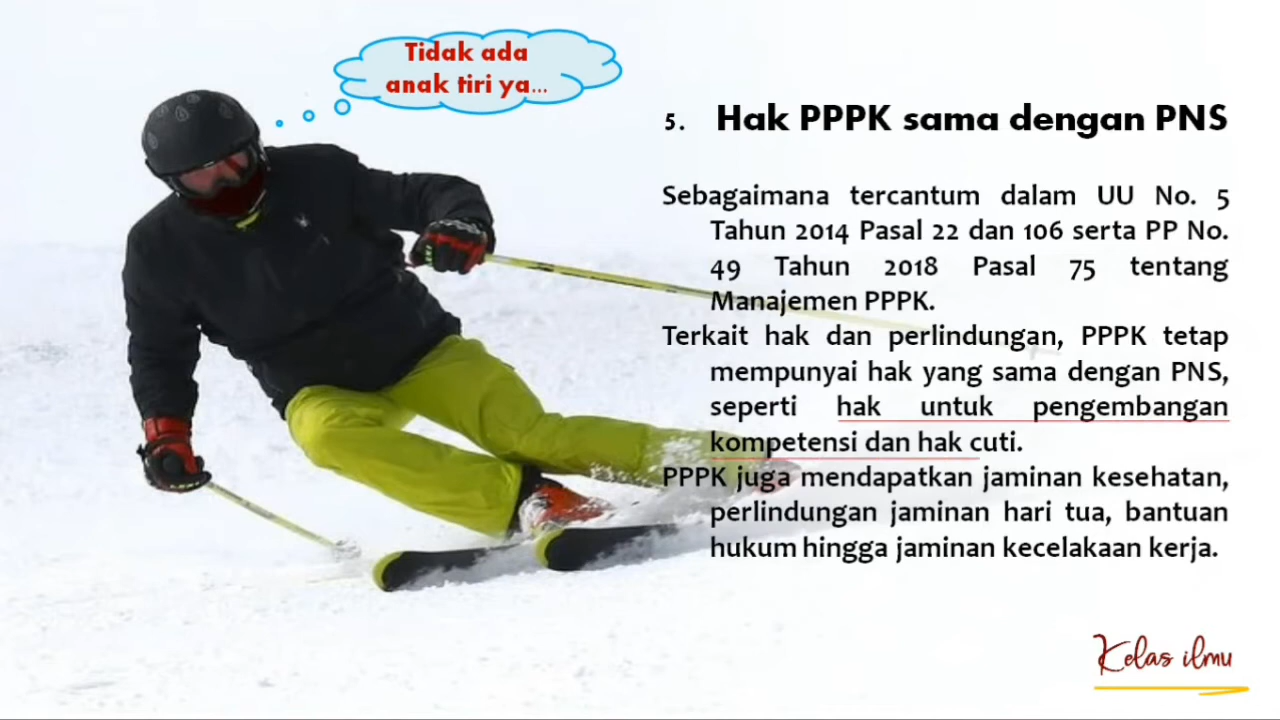 Tidak ada
anak tiri ya...
5. Hak PPPK sama dengan PNS
Sebagaimana tercantum dalam UU No. 5
Tahun 2014 Pasal 22 dan 106 serta PP No.
49 Tahun 2018 Pasal 75 tentang
Manajemen PPPK.
Terkait hak dan perlindungan, PPPK tetap
mempunyai hak yang sama dengan PNS,
seperti hak untuk pengembangan
kompetensi dan hak cuti.
PPPK juga mendapatkan jaminan kesehatan,
perlindungan jaminan hari tua, bantuan
hukum hingga jaminan kecelakaan kerja.
Kelas ilmu